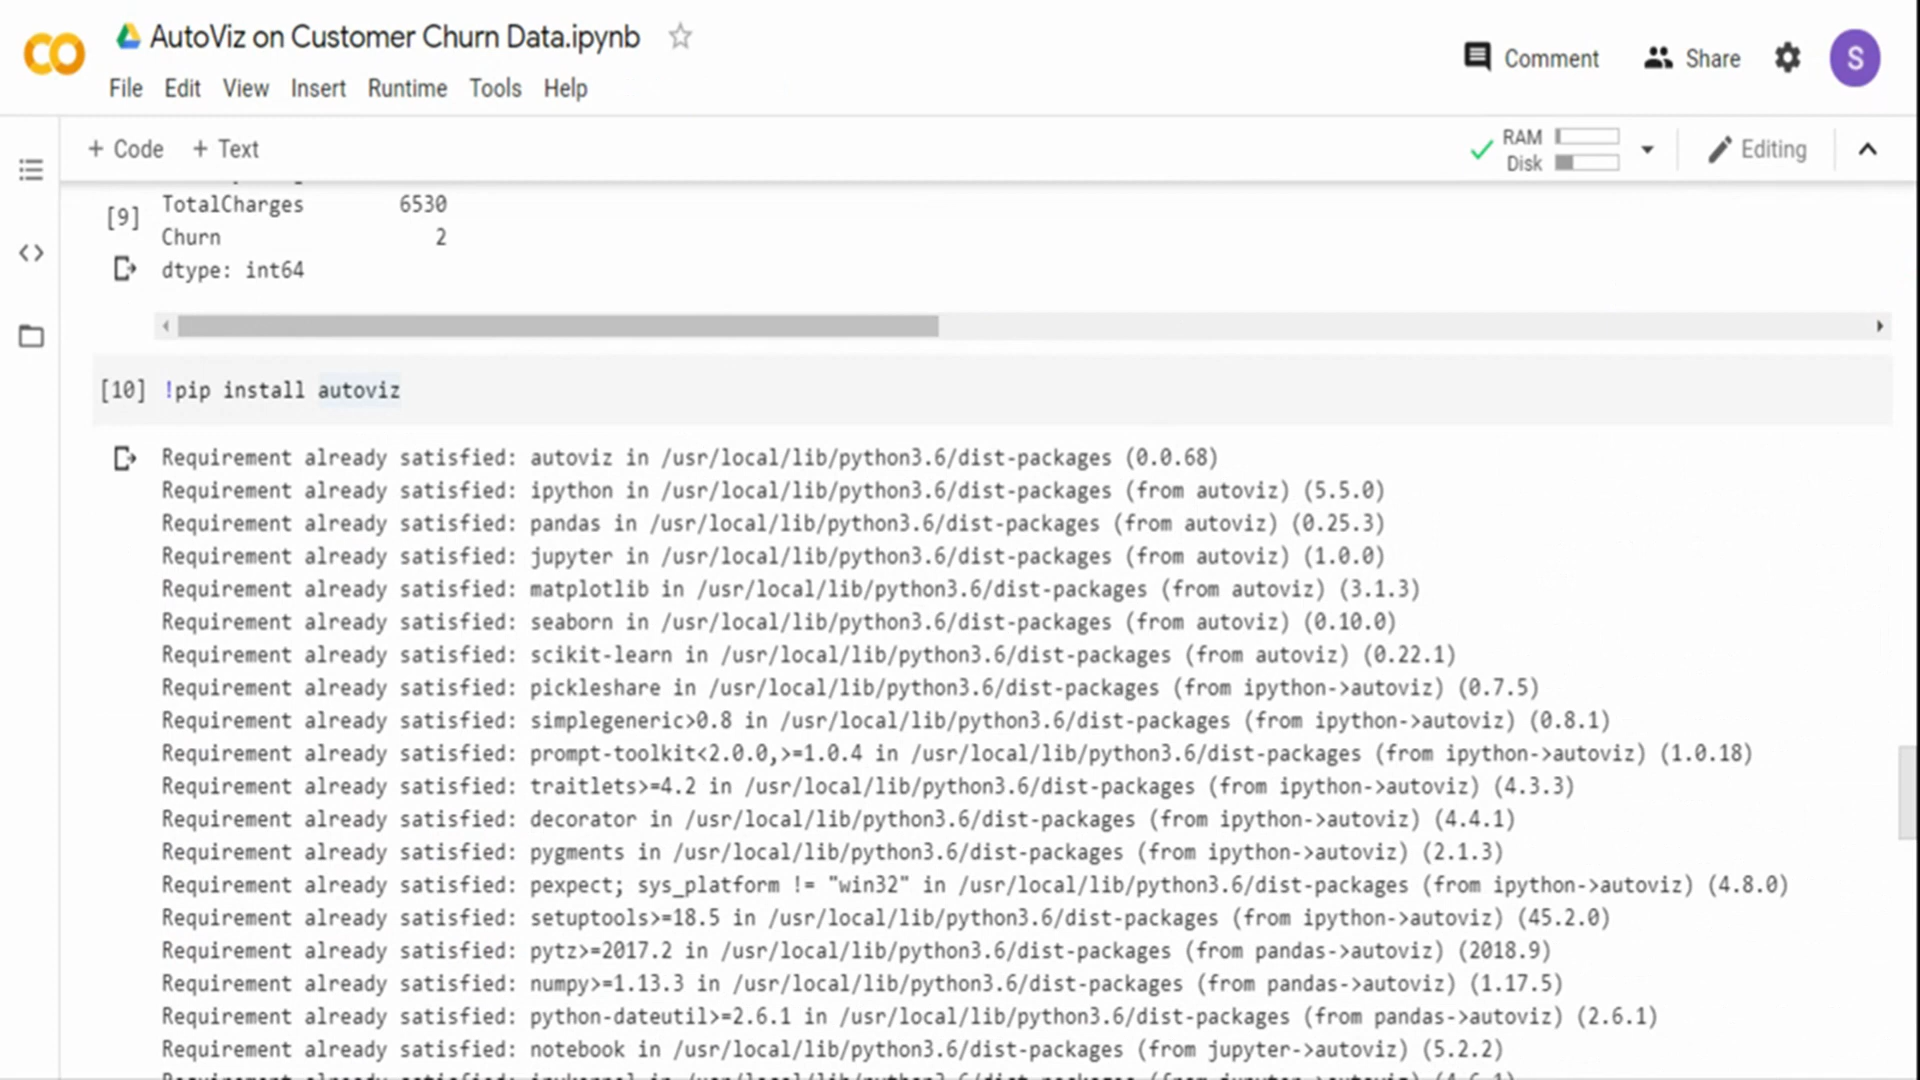 AutoViz on Customer Churn Data.ipynb
Comment
Share
S
File Edit View Insert Runtime Tools Help
+ Code + Text
RAM
Disk
Editing
[9]
TotalCharges 6530
Churn 2
dtype: int64
[10] !pip install autoviz
Requirement already satisfied: autoviz in /usr/local/lib/python3.6/dist-packages (0.0.68)
Requirement already satisfied: ipython in /usr/local/lib/python3.6/dist-packages (from autoviz) (5.5.0)
Requirement already satisfied: pandas in /usr/local/lib/python3.6/dist-packages (from autoviz) (0.25.3)
Requirement already satisfied: jupyter in /usr/local/lib/python3.6/dist-packages (from autoviz) (1.0.0)
Requirement already satisfied: matplotlib in /usr/local/lib/python3.6/dist-packages (from autoviz) (3.1.3)
Requirement already satisfied: seaborn in /usr/local/lib/python3.6/dist-packages (from autoviz) (0.10.0)
Requirement already satisfied: scikit-learn in /usr/local/lib/python3.6/dist-packages (from autoviz) (0.22.1)
Requirement already satisfied: pickleshare in /usr/local/lib/python3.6/dist-packages (from ipython->autoviz) (0.7.5)
Requirement already satisfied: simplegeneric>0.8 in /usr/local/lib/python3.6/dist-packages (from ipython->autoviz) (0.8.1)
Requirement already satisfied: prompt-toolkit<2.0.0,>=1.0.4 in /usr/local/lib/python3.6/dist-packages (from ipython->autoviz) (1.0.18)
Requirement already satisfied: traitlets>=4.2 in /usr/local/lib/python3.6/dist-packages (from ipython->autoviz) (4.3.3)
Requirement already satisfied: decorator in /usr/local/lib/python3.6/dist-packages (from ipython->autoviz) (4.4.1)
Requirement already satisfied: pygments in /usr/local/lib/python3.6/dist-packages (from ipython->autoviz) (2.1.3)
Requirement already satisfied: pexpect; sys_platform != "win32" in /usr/local/lib/python3.6/dist-packages (from ipython->autoviz) (4.8.0)
Requirement already satisfied: setuptools>=18.5 in /usr/local/lib/python3.6/dist-packages (from ipython->autoviz) (45.2.0)
Requirement already satisfied: pytz>=2017.2 in /usr/local/lib/python3.6/dist-packages (from pandas->autoviz) (2018.9)
Requirement already satisfied: numpy>=1.13.3 in /usr/local/lib/python3.6/dist-packages (from pandas->autoviz) (1.17.5)
Requirement already satisfied: python-dateutil>=2.6.1 in /usr/local/lib/python3.6/dist-packages (from pandas->autoviz) (2.6.1)
Requirement already satisfied: notebook in /usr/local/lib/python3.6/dist-packages (from jupyter->autoviz) (5.2.2)